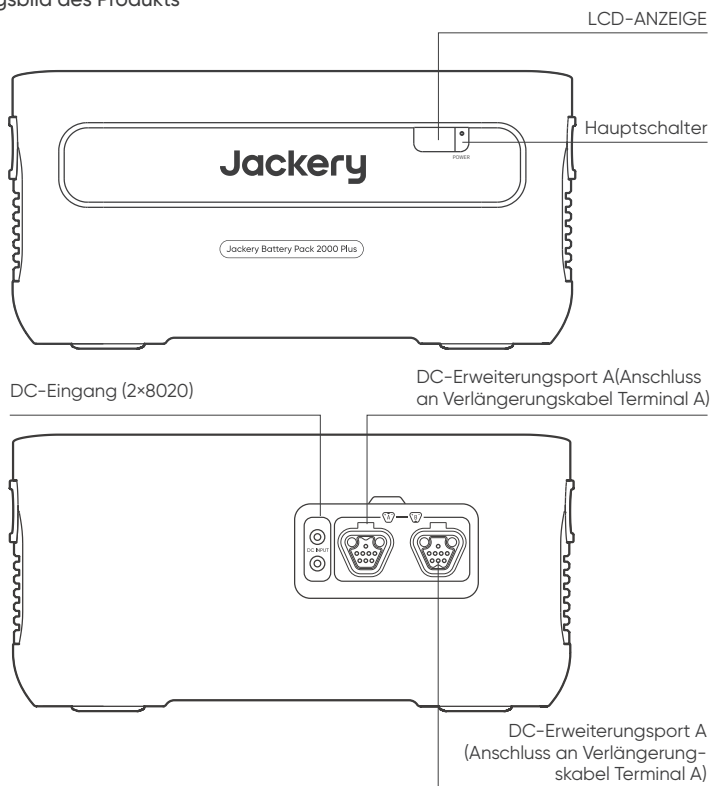 gsbild des Produkts
LCD-ANZEIGE
Hauptschalter
Jackery
POWER
Jackery Battery Pack 2000 Plus
DC-Eingang (2×8020)
DC-Erweiterungsport A(Anschluss
an Verlängerungskabel Terminal A)
A
B
DC INPUT
DC-Erweiterungsport A
(Anschluss an Verlängerung-
skabel Terminal A)